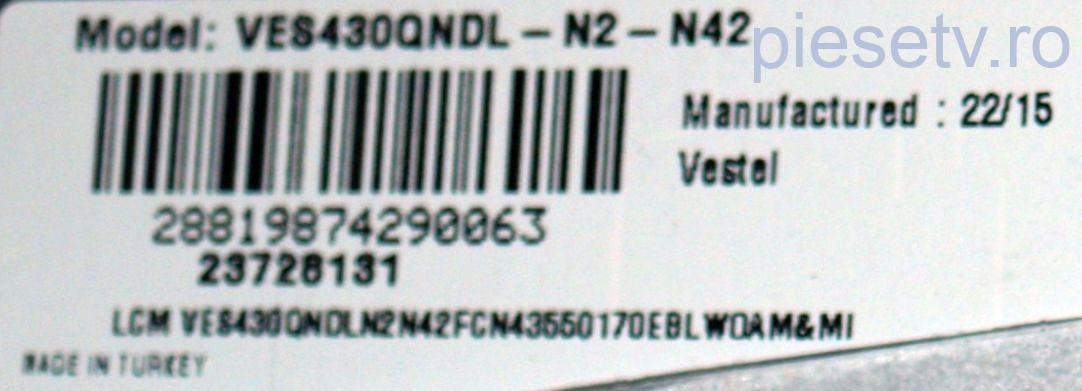 Model: VES430QNDL - N2 - N42
piesetv.ro
Manufactured : 22/15
Vestel
28819874290063
23728131
LCM VES430QNDLN2N42FCN43550170EBLWOAM&MI
MADE IN TURKEY